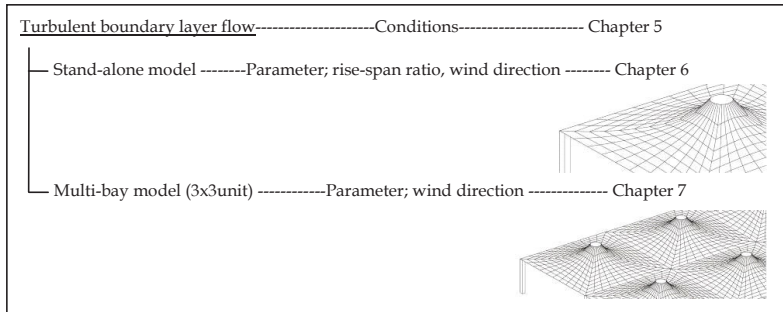 Turbulent boundary layer flow--------------------Conditions--------------------- Chapter 5
Stand-alone model --------Parameter; rise-span ratio, wind direction -------- Chapter 6
Multi-bay model (3x3unit) ------------Parameter; wind direction -------------- Chapter 7